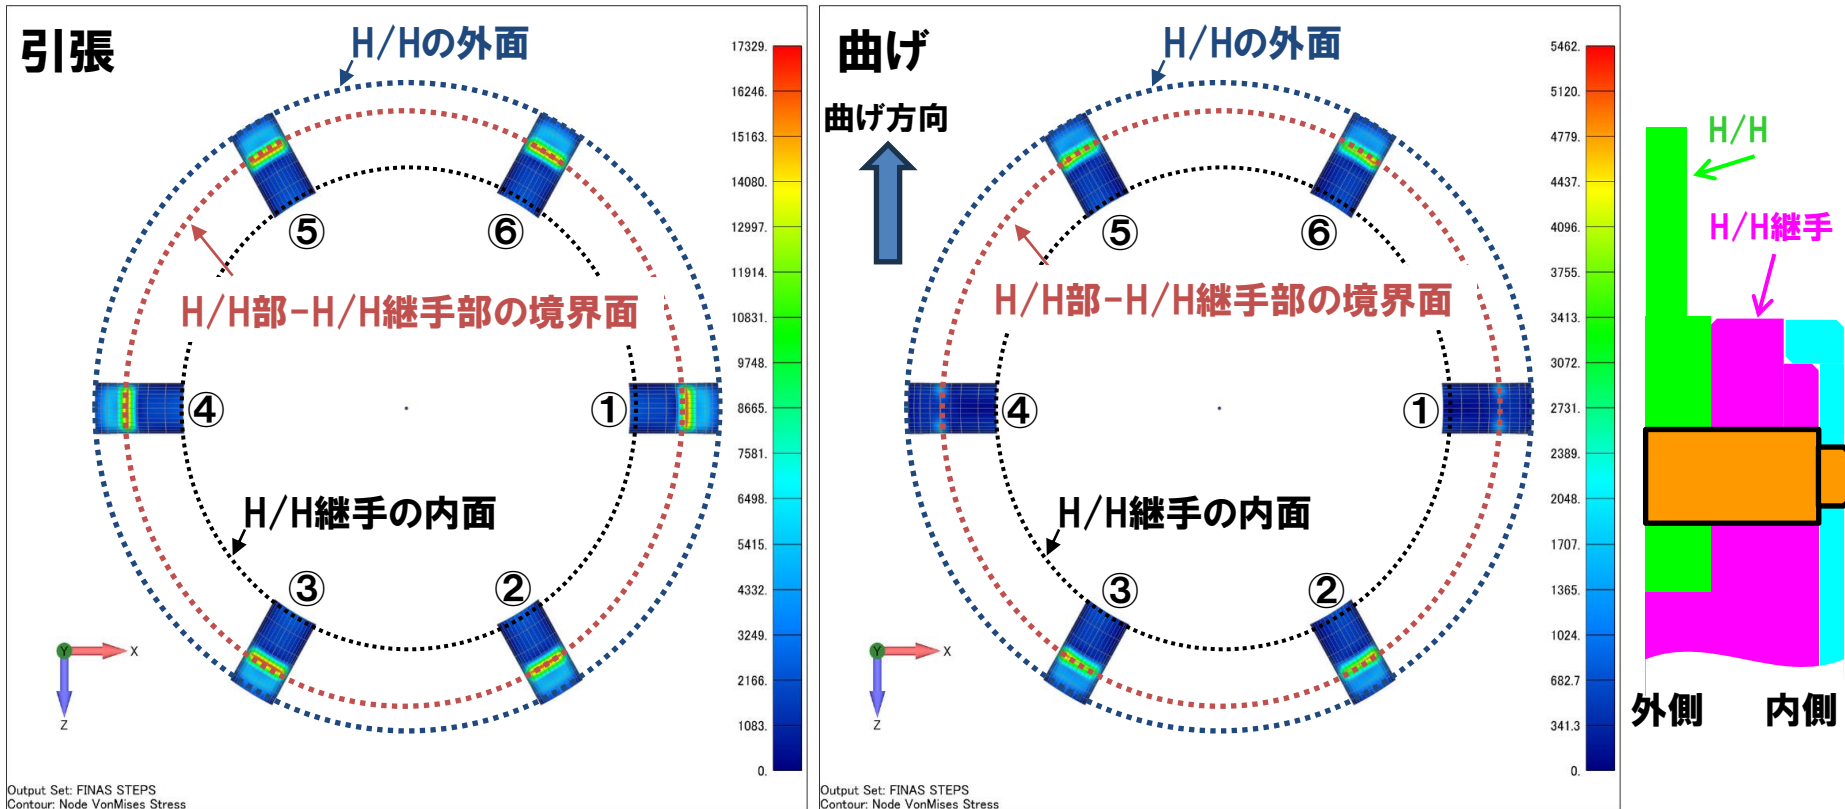 引張
H/Hの外面
17329.
16246.
15163.
14080.
12997.
11914.
10831.
9748.
8665.
7581.
6498.
5415.
4332.
3249.
2166.
1083.
0.
⑤
⑥
H/H部-H/H継手部の境界面
④
①
H/H継手の内面
③
②
Y
X
Z
Output Set: FINAS STEPS
Contour: Node VonMises Stress
曲げ
H/Hの外面
曲げ方向
5462.
5120.
4779.
4437.
4096.
3755.
3413.
3072.
2731.
2389.
2048.
1707.
1365.
1024.
682.7
341.3
0.
⑤
⑥
H/H部-H/H継手部の境界面
④
①
H/H継手の内面
③
②
Y
X
Z
Output Set: FINAS STEPS
Contour: Node VonMises Stress
H/H
H/H継手
外側
内側